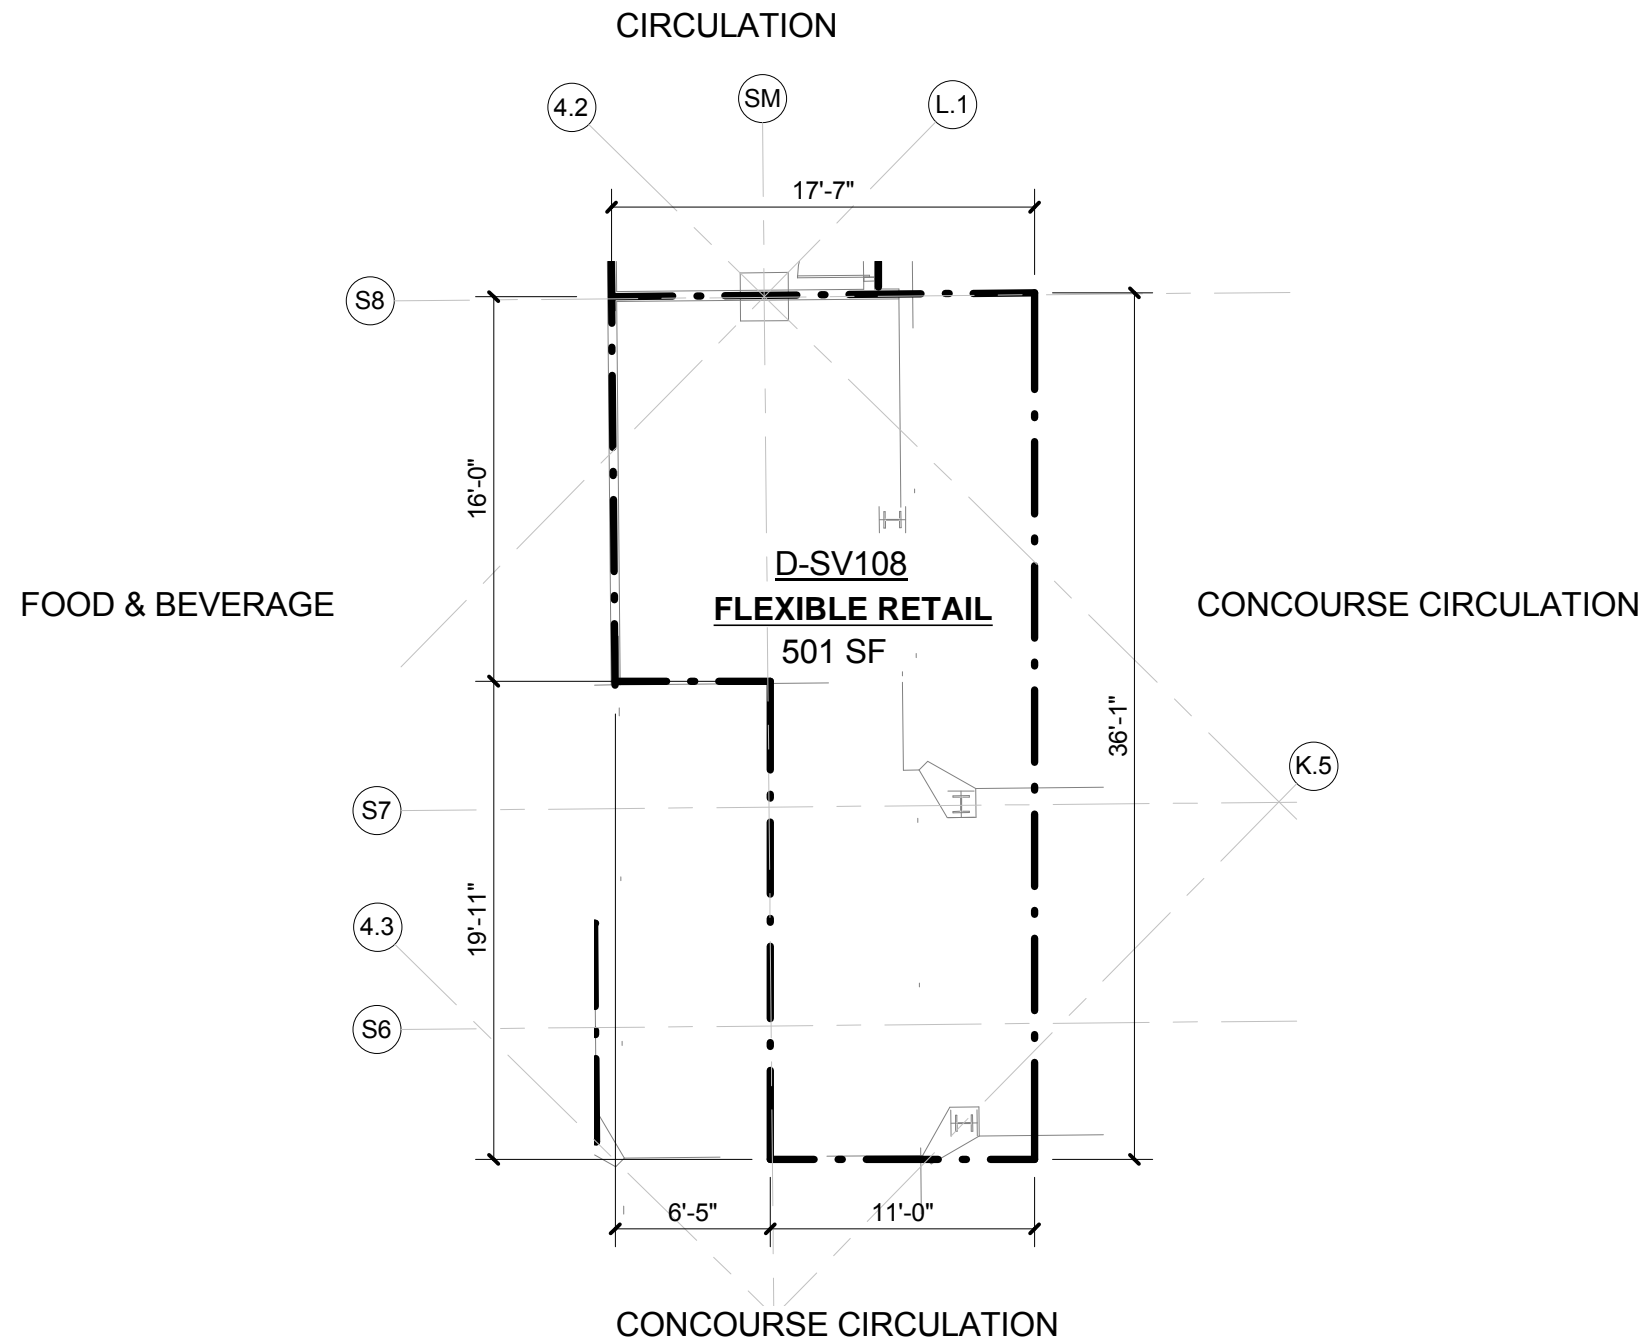 CIRCULATION
4.2
SM
L.1
17'-7"
S8
16'-0"
D-SV108
FLEXIBLE RETAIL
501 SF
FOOD & BEVERAGE
CONCOURSE CIRCULATION
36'-1"
K.5
S7
19'-11"
4.3
S6
6'-5"
11'-0"
CONCOURSE CIRCULATION